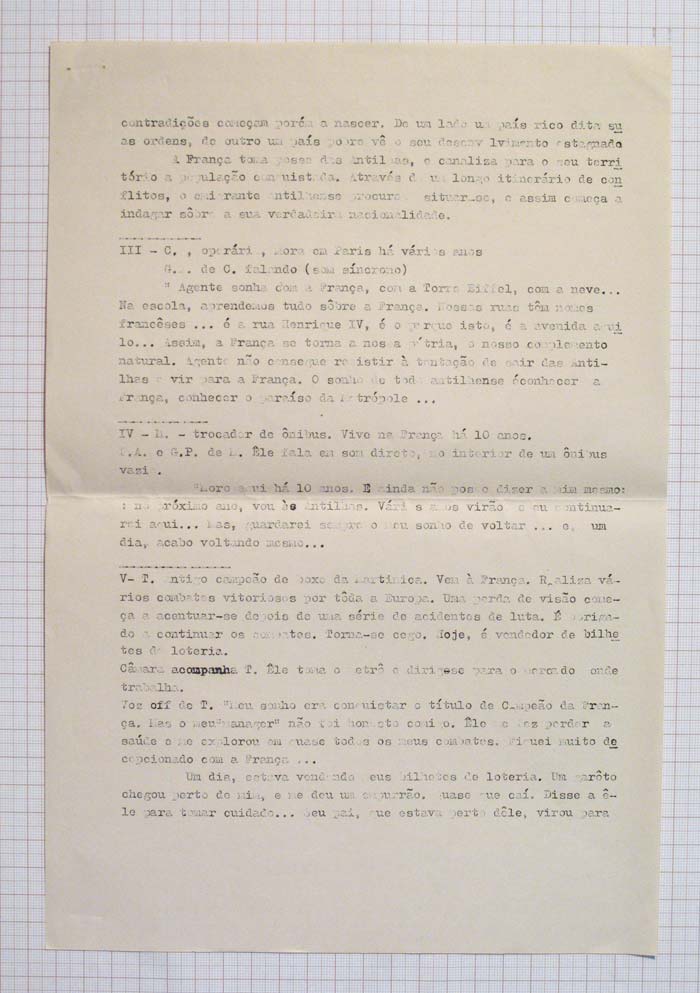 contradições começam porém a nascer. De um lado um país rico dita su
as ordens, de outro um país pobre vê o seu desenv lvimento estagnado
A França toma posse das Antilhas, e canaliza para o seu terri
tório a população conquistada. Através de um longo itinerário de con
flitos, o emigrante antilhense procura situar-se, e assim começa a
indagar sôbre a sua verdadeira nacionalidade.
III - C. , operári , mora em Paris há vários anos
G... de C. falando (som síncrono)
" Agente sonha com a França, com a Torre Eiffel, com a neve...
Na escola, aprendemos tudo sôbre a França. Nossas ruas têm nomes
francêses ... é a rua Henrique IV, é o parque isto, é a avenida aqui
lo... Assim, a França se torna a nossa pátria, o nosso complemento
natural. Agente não consegue resistir à tentação de sair das Anti-
lhas e vir para a França. O sonho de todo antilhense éconhecer a
França, conhecer o paraíso da Metrópole ...
IV - M. - trocador de ônibus. Vive na França há 10 anos.
P.A. e G.P. de M. Êle fala em som direto, no interior de um ônibus
vazio.
"Moro aqui há 10 anos. E ainda não posso dizer a mim mesmo:
: no próximo ano, vou às Antilhas. Vários anos virão e eu continua-
rei aqui... Mas, guardarei sempre o meu sonho de voltar ... e, um
dia, acabo voltando mesmo...
V- T. Antigo campeão de boxe da Martinica. Vem à França. Realiza vá-
rios combates vitoriosos por tôda a Europa. Uma perda de visão come-
ça a acentuar-se depois de uma série de acidentes de luta. É obriga-
do a continuar os combates. Torna-se cego. Hoje, é vendedor de bilhe
tes de loteria.
Câmara acompanha T. Êle toma o metrô e dirigese para o mercado onde
trabalha.
Voz off de T. "Meu sonho era conquistar o título de Campeão da Fran-
ça. Mas o meu"manager" não foi honesto comigo. Êle me fez perder a
saúde e me explorou em quase todos os meus combates. Fiquei muito de
cepcionado com a França ...
Um dia, estava vendendo meus bilhetes de loteria. Um garôto
chegou perto de mim, e me deu um empurrão. Quase que caí. Disse a ê-
le para tomar cuidado... Seu pai, que estava perto dêle, virou para